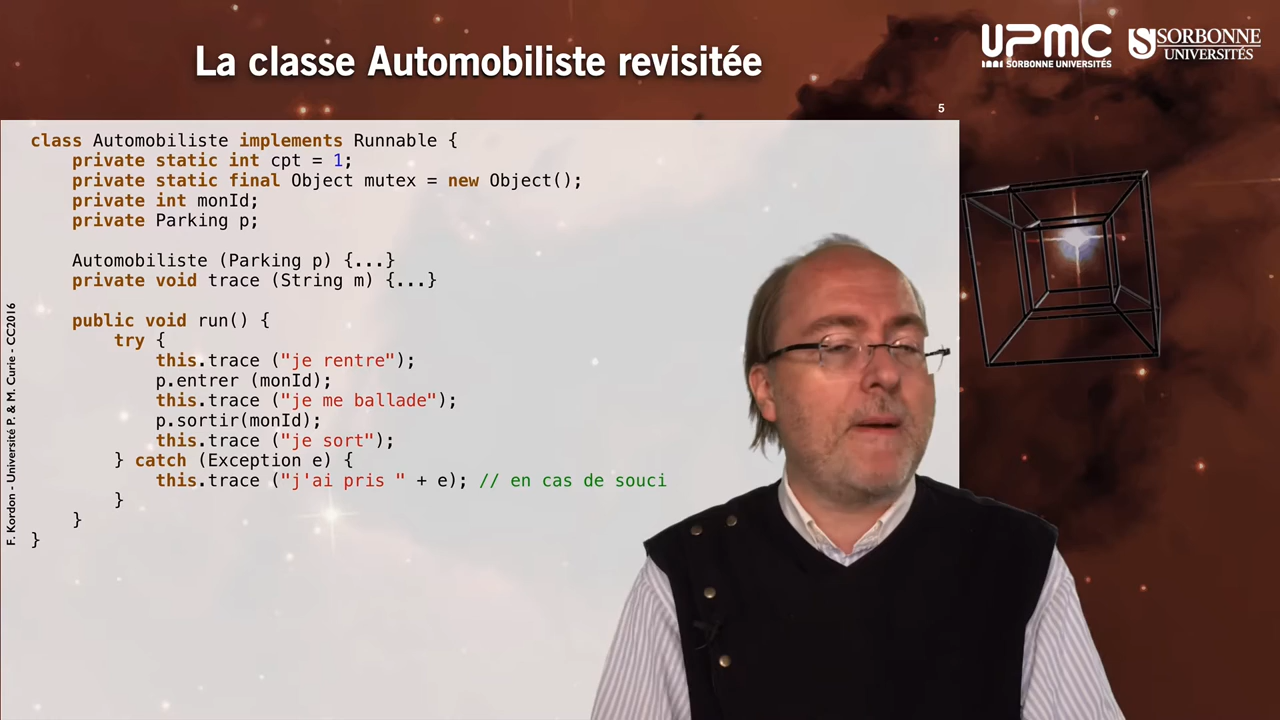 La classe Automobiliste revisitée
UPMC
SORBONNE UNIVERSITÉS
SORBONNE
UNIVERSITÉS
5
class Automobiliste implements Runnable {
    private static int cpt = 1;
    private static final Object mutex = new Object();
    private int monId;
    private Parking p;
    Automobiliste (Parking p) {...}
    private void trace (String m) {...}
    public void run() {
        try {
            this.trace ("je rentre");
            p.entrer (monId);
            this.trace ("je me ballade");
            p.sortir(monId);
            this.trace ("je sort");
        } catch (Exception e) {
            this.trace ("j'ai pris " + e); // en cas de souci
        }
    }
}
F. Kordon - Université P. & M. Curie - CC2016